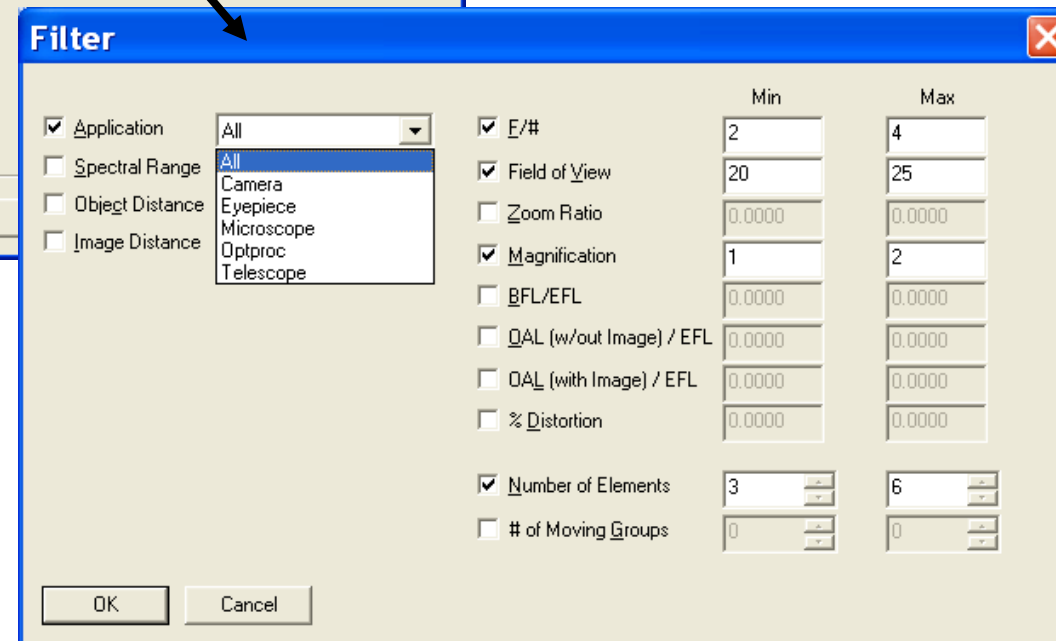 Filter
Min Max
Application All F/# 2 4
Spectral Range All Field of View 20 25
Camera
Object Distance Eyepiece Zoom Ratio 0.0000 0.0000
Microscope
Image Distance Optproc Magnification 1 2
Telescope
BFL/EFL 0.0000 0.0000
OAL (w/out Image) / EFL 0.0000 0.0000
OAL (with Image) / EFL 0.0000 0.0000
% Distortion 0.0000 0.0000
Number of Elements 3 6
# of Moving Groups 0 0
OK Cancel